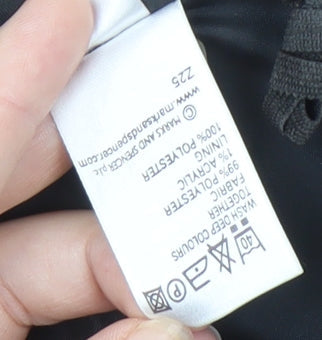 40
WASH DEEP COLOURS
TOGETHER
FABRIC
99% POLYESTER
1% ACRYLIC
LINING
100% POLYESTER
© MARKS AND SPENCER p.l.c.
www.marksandspencer.com
Z25